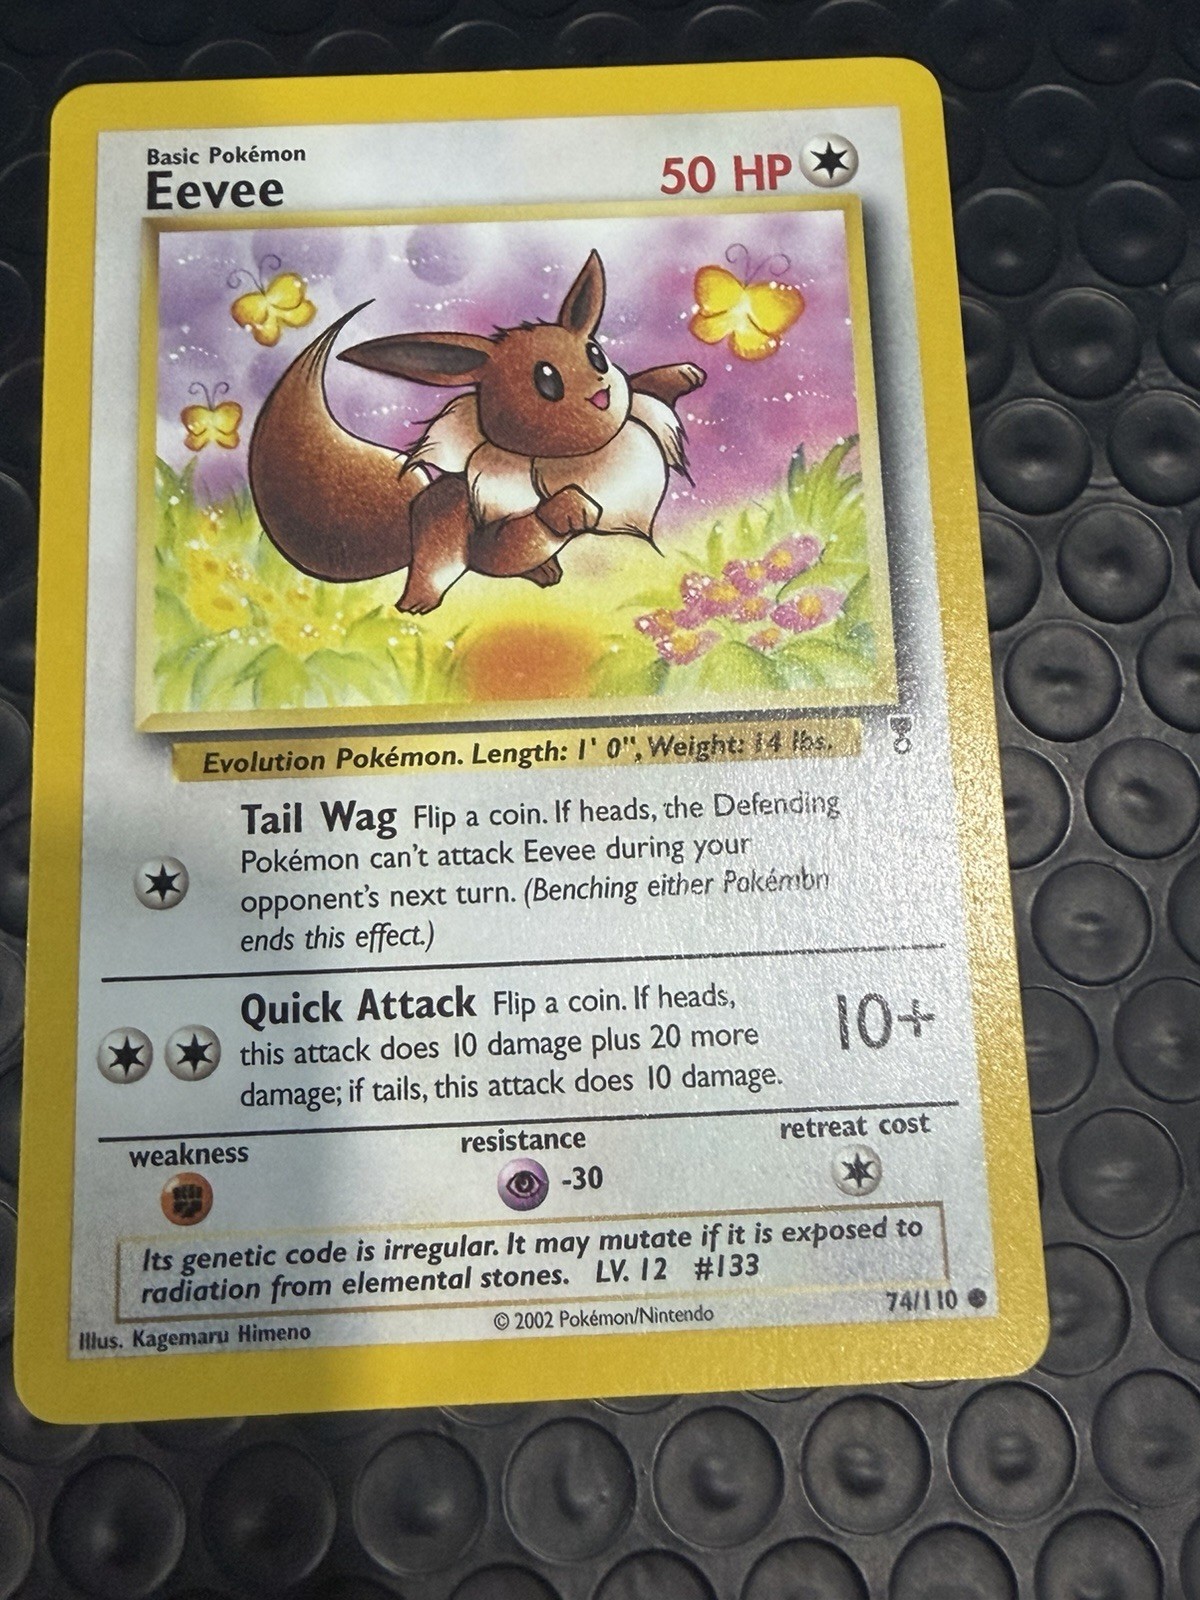 Basic Pokémon
Eevee
50 HP
Evolution Pokémon. Length: 1' 0", Weight: 14 lbs.
Tail Wag Flip a coin. If heads, the Defending
Pokémon can't attack Eevee during your
opponent's next turn. (Benching either Pokémon
ends this effect.)
Quick Attack Flip a coin. If heads,
this attack does 10 damage plus 20 more
damage; if tails, this attack does 10 damage.
10+
weakness
resistance
retreat cost
-30
Its genetic code is irregular. It may mutate if it is exposed to
radiation from elemental stones. LV. 12 #133
Illus. Kagemaru Himeno
© 2002 Pokémon/Nintendo
74/110